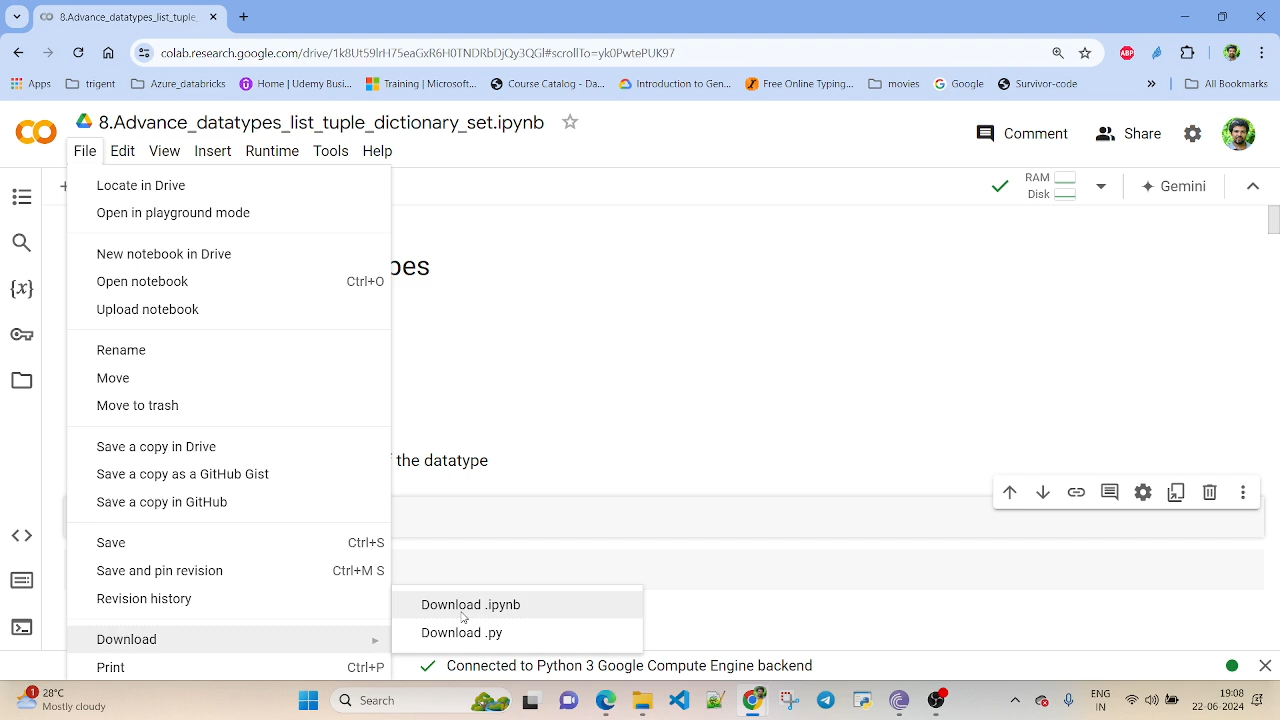 8.Advance_datatypes_list_tuple_
colab.research.google.com/drive/1k8Ut59lrH75eaGxR6H0TNDRbDjQy3QGl#scrollTo=yk0PwtePUK97
ABP
Apps trigent Azure databricks Home | Udemy Busi... Training | Microsoft... Course Catalog - Da... Introduction to Gen... Free Online Typing... movies Google Survivor-code » All Bookmarks
8.Advance_datatypes_list_tuple_dictionary_set.ipynb
Comment Share
File Edit View Insert Runtime Tools Help
RAM
Disk
Gemini
Locate in Drive
Open in playground mode
New notebook in Drive
Open notebook Ctrl+O
Upload notebook
pes
Rename
Move
Move to trash
Save a copy in Drive
the datatype
Save a copy as a GitHub Gist
Save a copy in GitHub
Save Ctrl+S
Save and pin revision Ctrl+M S
Revision history
Download
Download .ipynb
Download .py
Print Ctrl+P
Connected to Python 3 Google Compute Engine backend
1
28°C
Mostly cloudy
Search
ENG
IN
19:08
22-06-2024